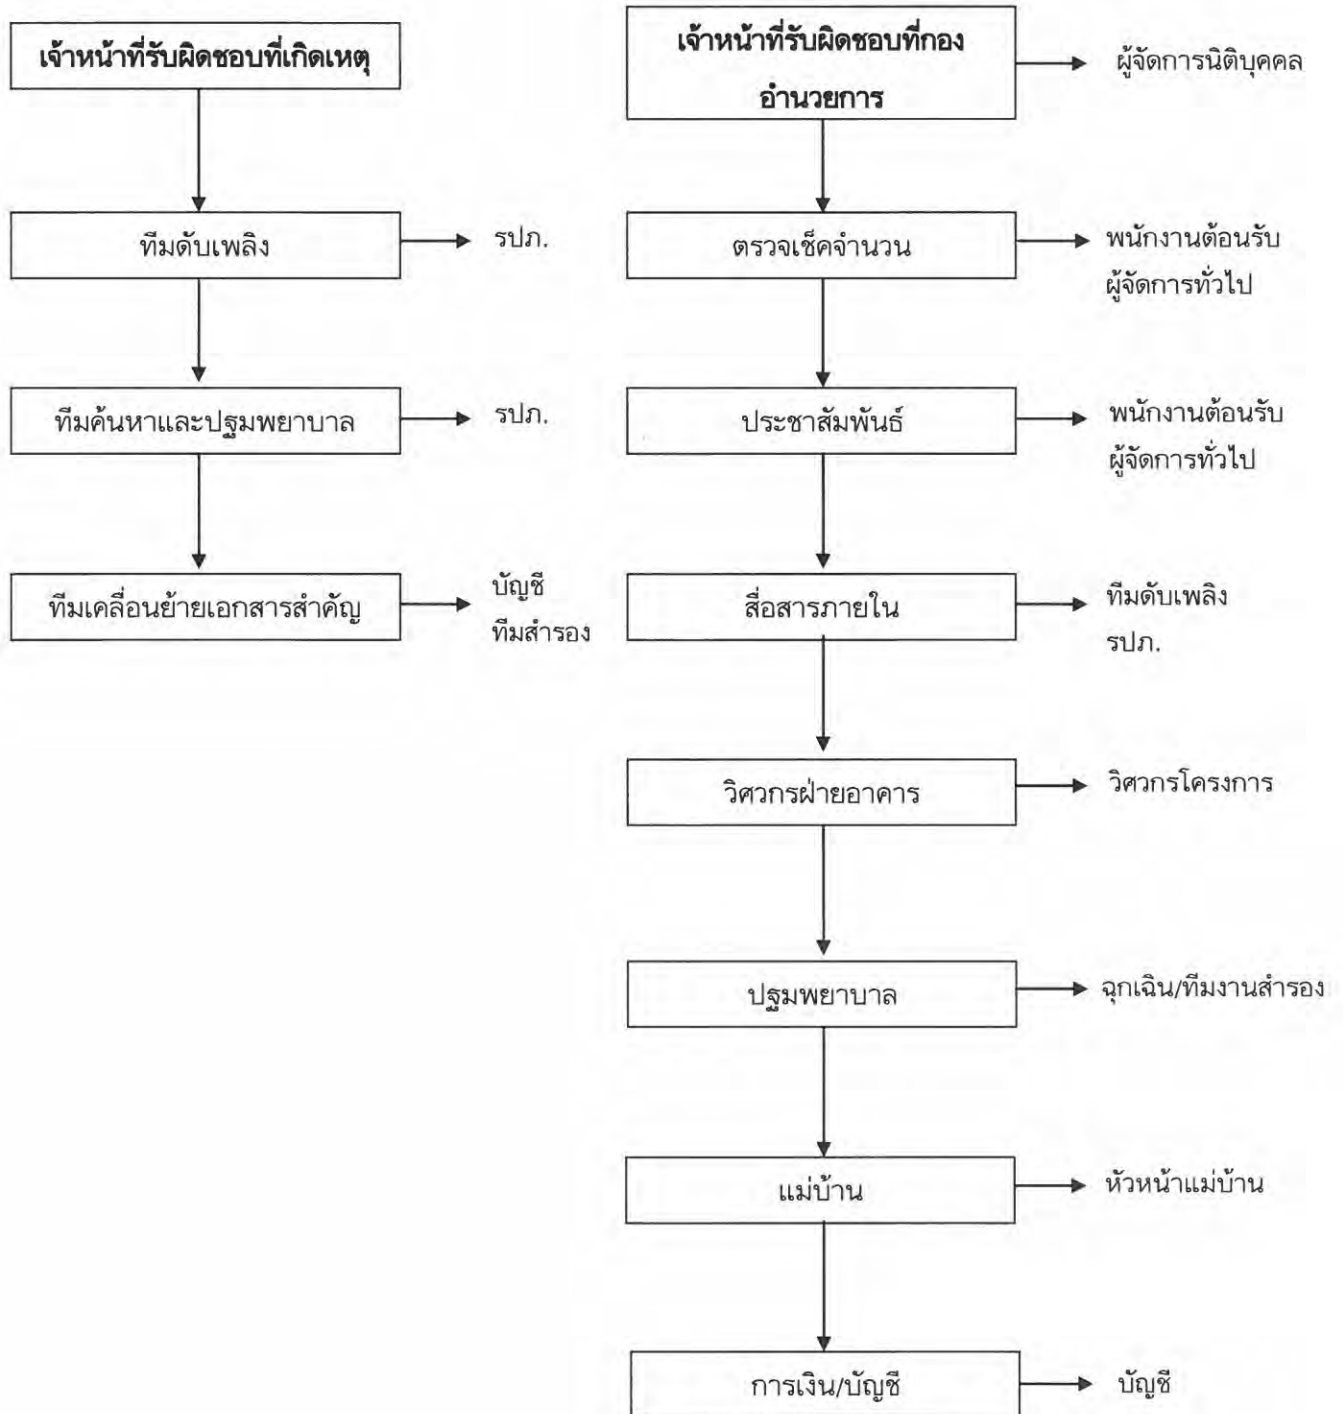 เจ้าหน้าที่รับผิดชอบที่เกิดเหตุ
ทีมดับเพลิง
รปภ.
ทีมค้นหาและปฐมพยาบาล
รปภ.
ทีมเคลื่อนย้ายเอกสารสำคัญ
บัญชี
ทีมสำรอง
เจ้าหน้าที่รับผิดชอบที่กอง
อำนวยการ
ผู้จัดการนิติบุคคล
ตรวจเช็คจำนวน
พนักงานต้อนรับ
ผู้จัดการทั่วไป
ประชาสัมพันธ์
พนักงานต้อนรับ
ผู้จัดการทั่วไป
สื่อสารภายใน
ทีมดับเพลิง
รปภ.
วิศวกรฝ่ายอาคาร
วิศวกรโครงการ
ปฐมพยาบาล
ฉุกเฉิน/ทีมงานสำรอง
แม่บ้าน
หัวหน้าแม่บ้าน
การเงิน/บัญชี
บัญชี